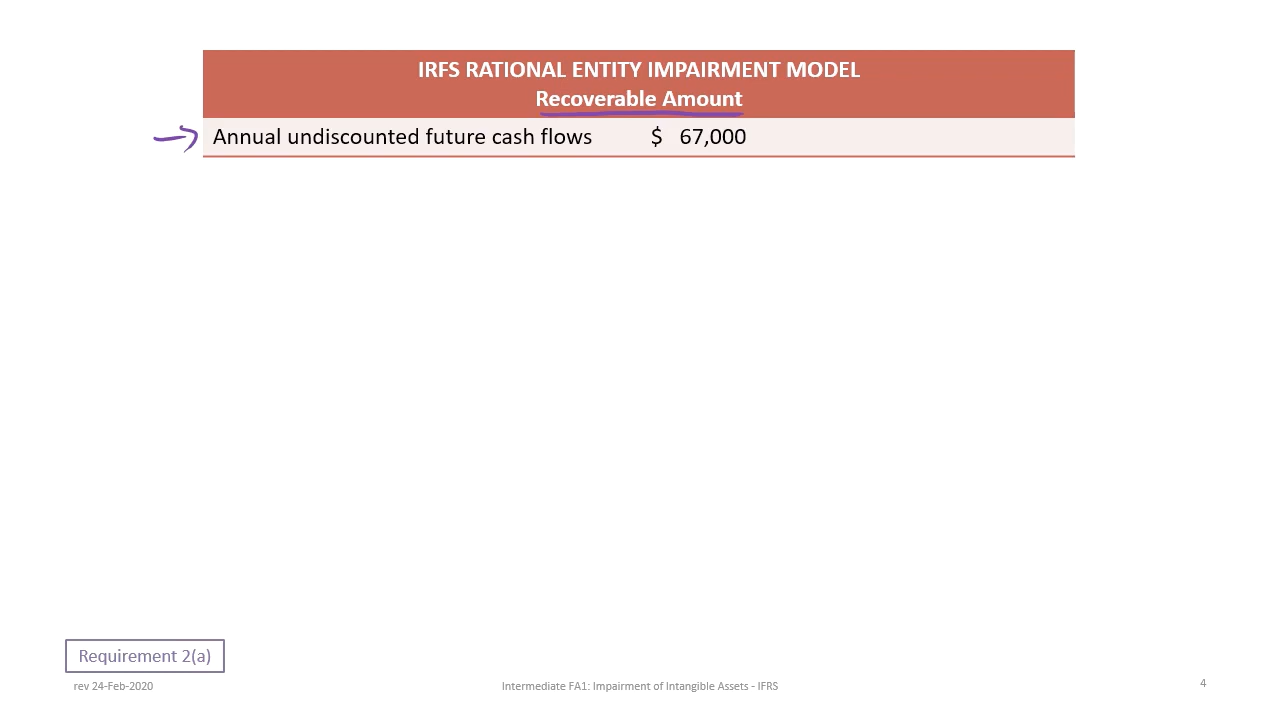 IRFS RATIONAL ENTITY IMPAIRMENT MODEL
Recoverable Amount
Annual undiscounted future cash flows $ 67,000
Requirement 2(a)
rev 24-Feb-2020
Intermediate FA1: Impairment of Intangible Assets - IFRS
4